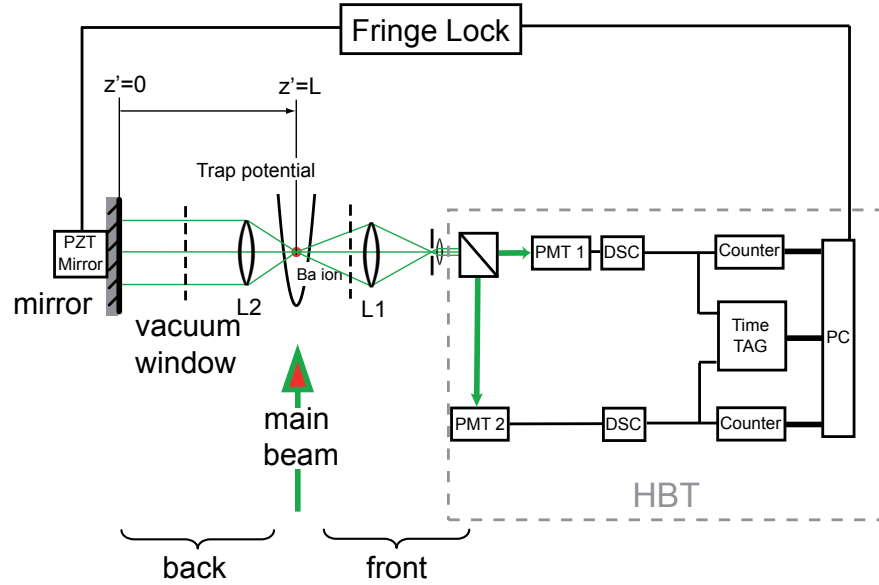 Fringe Lock
z'=0
z'=L
Trap potential
PZT
Mirror
mirror
L2
Ba ion
L1
vacuum
window
main
beam
PMT 1
DSC
Counter
Time
TAG
PC
PMT 2
DSC
Counter
HBT
back
front